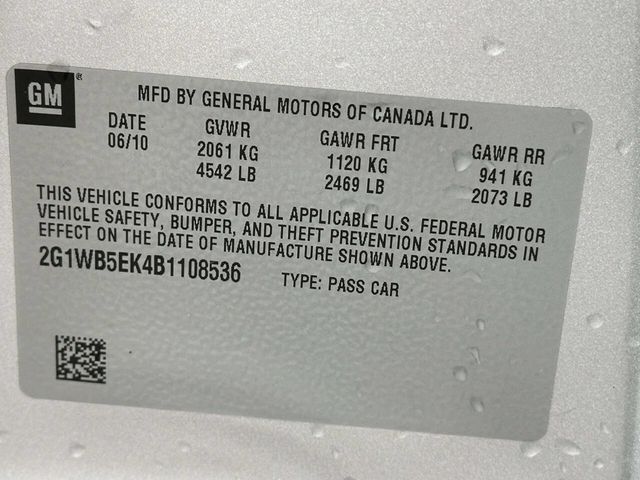 GM ®
MFD BY GENERAL MOTORS OF CANADA LTD.
DATE GVWR GAWR FRT GAWR RR
06/10 2061 KG 1120 KG 941 KG
4542 LB 2469 LB 2073 LB
THIS VEHICLE CONFORMS TO ALL APPLICABLE U.S. FEDERAL MOTOR
VEHICLE SAFETY, BUMPER, AND THEFT PREVENTION STANDARDS IN
EFFECT ON THE DATE OF MANUFACTURE SHOWN ABOVE.
2G1WB5EK4B1108536 TYPE: PASS CAR